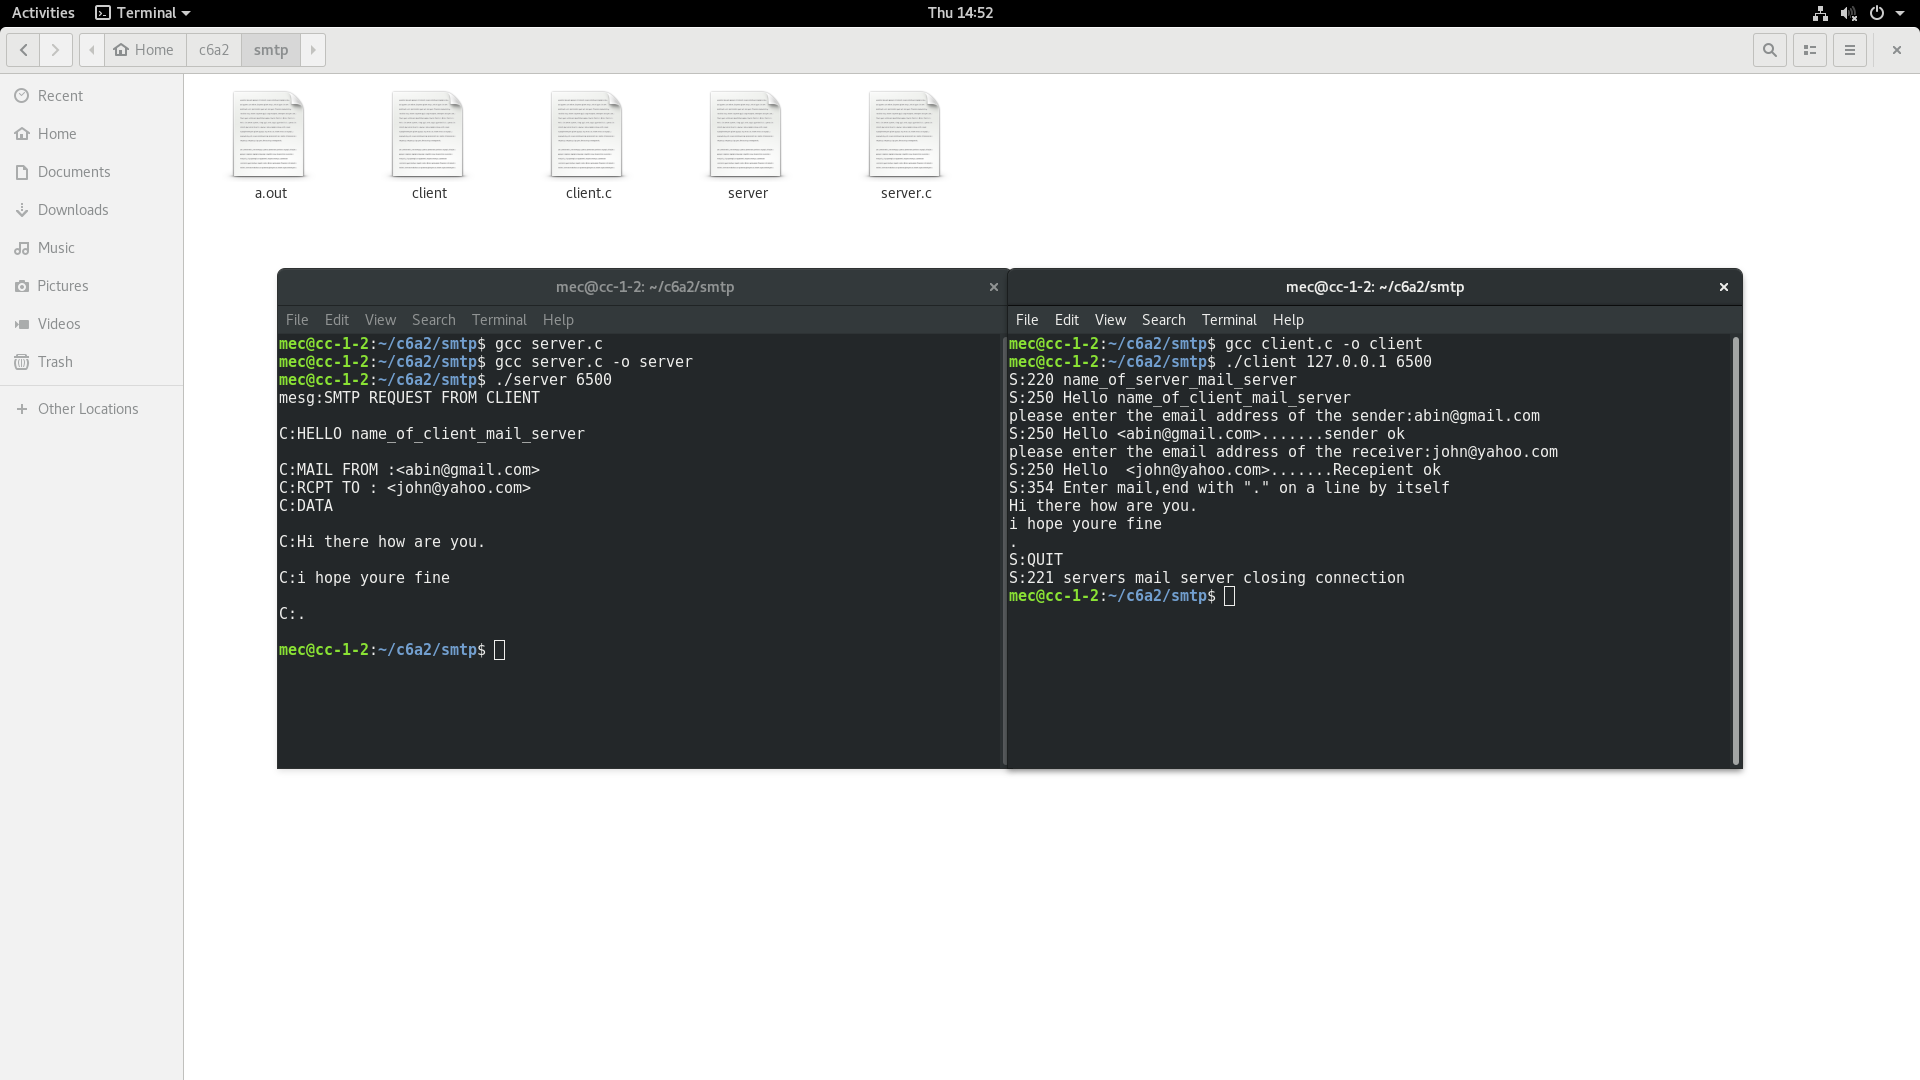 Activities Terminal Thu 14:52
Home c6a2 smtp
Recent
Home
Documents
Downloads
Music
Pictures
Videos
Trash
Other Locations
a.out client client.c server server.c
mec@cc-1-2: ~/c6a2/smtp
File Edit View Search Terminal Help
mec@cc-1-2:~/c6a2/smtp$ gcc server.c
mec@cc-1-2:~/c6a2/smtp$ gcc server.c -o server
mec@cc-1-2:~/c6a2/smtp$ ./server 6500
mesg:SMTP REQUEST FROM CLIENT
C:HELLO name_of_client_mail_server
C:MAIL FROM :<abin@gmail.com>
C:RCPT TO : <john@yahoo.com>
C:DATA
C:Hi there how are you.
C:i hope youre fine
C:.
mec@cc-1-2:~/c6a2/smtp$
mec@cc-1-2: ~/c6a2/smtp
File Edit View Search Terminal Help
mec@cc-1-2:~/c6a2/smtp$ gcc client.c -o client
mec@cc-1-2:~/c6a2/smtp$ ./client 127.0.0.1 6500
S:220 name_of_server_mail_server
S:250 Hello name_of_client_mail_server
please enter the email address of the sender:abin@gmail.com
S:250 Hello <abin@gmail.com>.......sender ok
please enter the email address of the receiver:john@yahoo.com
S:250 Hello  <john@yahoo.com>.......Recepient ok
S:354 Enter mail,end with "." on a line by itself
Hi there how are you.
i hope youre fine
.
S:QUIT
S:221 servers mail server closing connection
mec@cc-1-2:~/c6a2/smtp$